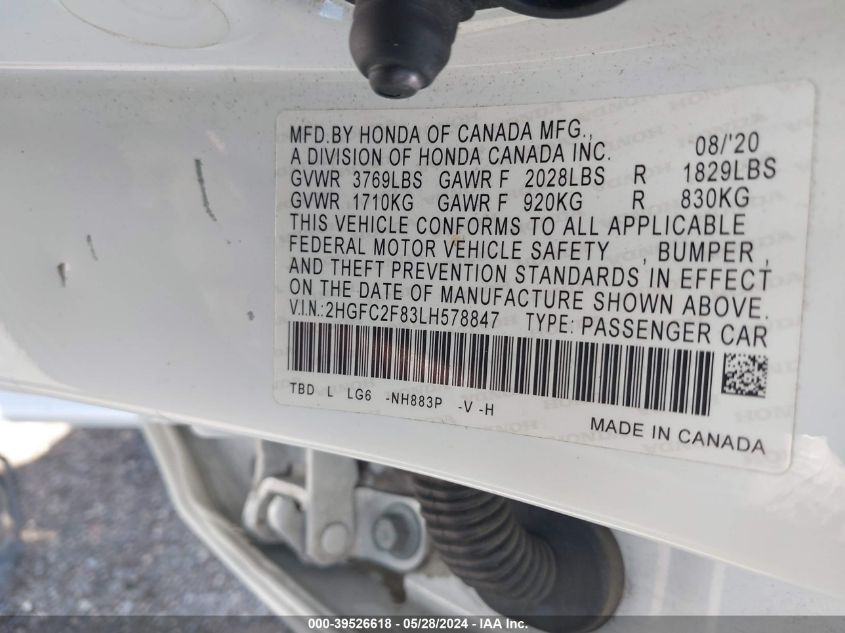 MFD.BY HONDA OF CANADA MFG., 08/'20
A DIVISION OF HONDA CANADA INC.
GVWR 3769LBS GAWR F 2028LBS R 1829LBS
GVWR 1710KG GAWR F 920KG R 830KG
THIS VEHICLE CONFORMS TO ALL APPLICABLE
FEDERAL MOTOR VEHICLE SAFETY , BUMPER ,
AND THEFT PREVENTION STANDARDS IN EFFECT
ON THE DATE OF MANUFACTURE SHOWN ABOVE.
V.I.N.:2HGFC2F83LH578847 TYPE: PASSENGER CAR
TBD L LG6 -NH883P -V -H
MADE IN CANADA
000-39526618 - 05/28/2024 - IAA Inc.